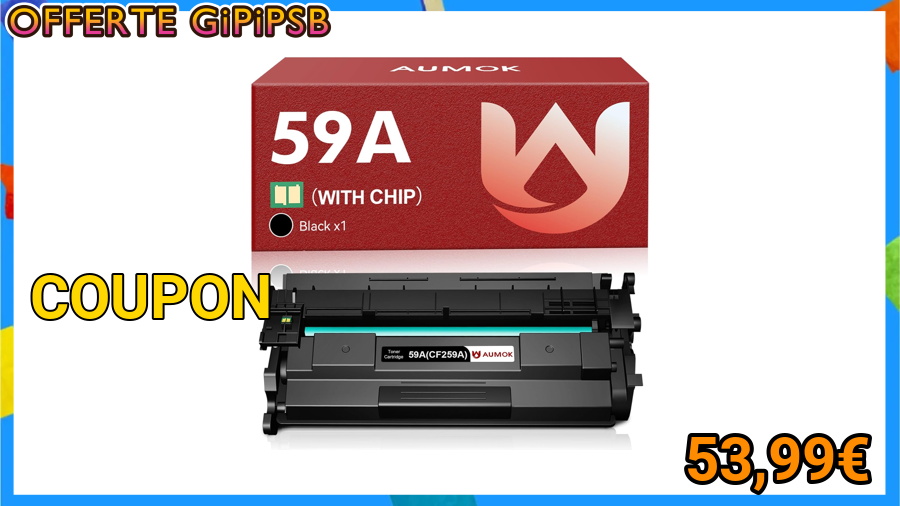 OFFERTE GiPiPSB
AUMOK
59A
(WITH CHIP)
Black x1
COUPON
Toner
Cartridge
59A(CF259A)
AUMOK
53,99€